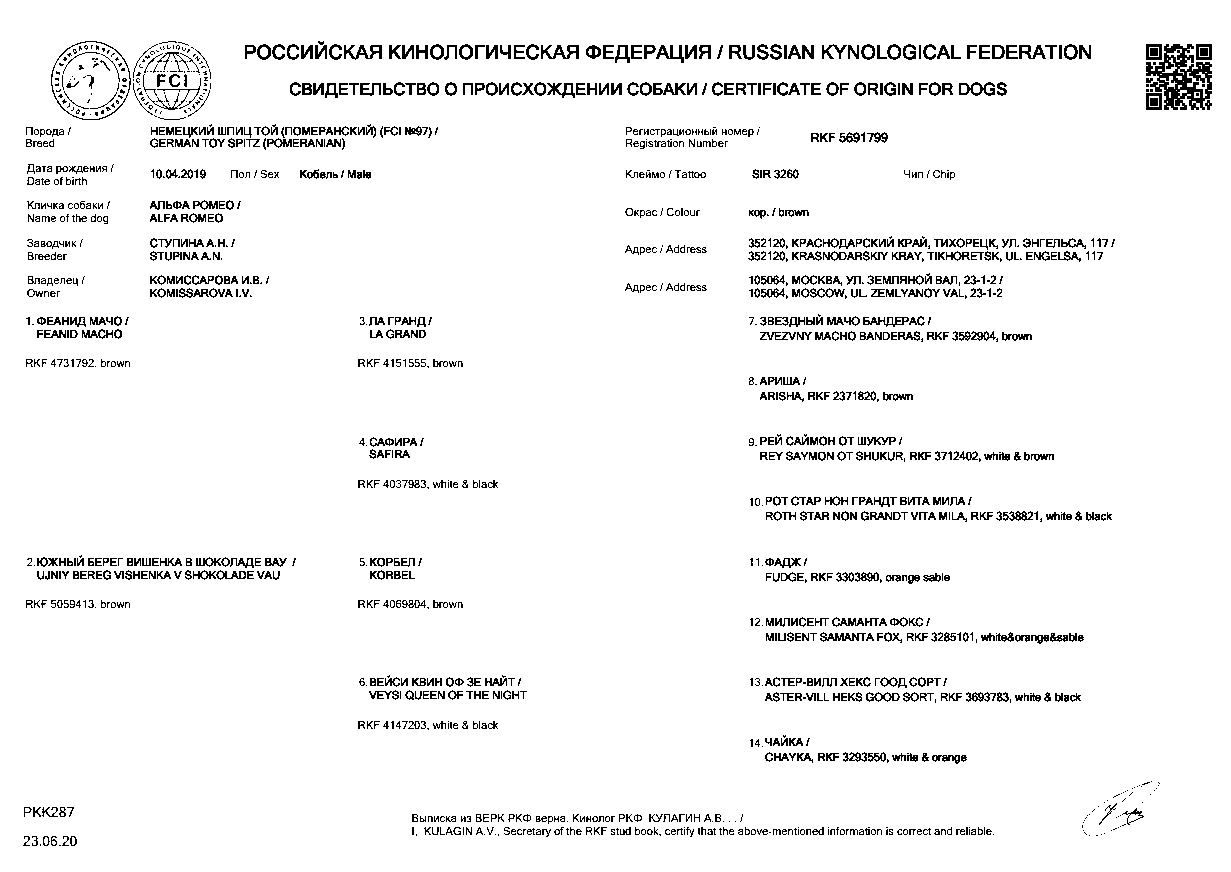 РОССИЙСКАЯ КИНОЛОГИЧЕСКАЯ ФЕДЕРАЦИЯ / RUSSIAN KYNOLOGICAL FEDERATION
FCI
СВИДЕТЕЛЬСТВО О ПРОИСХОЖДЕНИИ СОБАКИ / CERTIFICATE OF ORIGIN FOR DOGS
Порода /
Breed
НЕМЕЦКИЙ ШПИЦ ТОЙ (ПОМЕРАНСКИЙ) (FCI №97) /
GERMAN TOY SPITZ (POMERANIAN)
Регистрационный номер /
Registration Number
RKF 5691799
Дата рождения /
Date of birth
10.04.2019 Пол / Sex Кобель / Male
Клеймо / Tattoo SIR 3260 Чип / Chip
Кличка собаки /
Name of the dog
АЛЬФА РОМЕО /
ALFA ROMEO
Окрас / Colour кор. / brown
Заводчик /
Breeder
СТУПИНА А.Н. /
STUPINA A.N.
Адрес / Address
352120, КРАСНОДАРСКИЙ КРАЙ, ТИХОРЕЦК, УЛ. ЭНГЕЛЬСА, 117 /
352120, KRASNODARSKIY KRAY, TIKHORETSK, UL. ENGELSA, 117
Владелец /
Owner
КОМИССАРОВА И.В. /
KOMISSAROVA I.V.
Адрес / Address
105064, МОСКВА, УЛ. ЗЕМЛЯНОЙ ВАЛ, 23-1-2 /
105064, MOSCOW, UL. ZEMLYANOY VAL, 23-1-2
1. ФЕАНИД МАЧО /
FEANID MACHO
RKF 4731792, brown
2. ЮЖНЫЙ БЕРЕГ ВИШЕНКА В ШОКОЛАДЕ ВАУ /
UJNIY BEREG VISHENKA V SHOKOLADE VAU
RKF 5059413, brown
3. ЛА ГРАНД /
LA GRAND
RKF 4151555, brown
4. САФИРА /
SAFIRA
RKF 4037983, white & black
5. КОРБЕЛ /
KORBEL
RKF 4069804, brown
6. ВЕЙСИ КВИН ОФ ЗЕ НАЙТ /
VEYSI QUEEN OF THE NIGHT
RKF 4147203, white & black
7. ЗВЕЗДНЫЙ МАЧО БАНДЕРАС /
ZVEZVNY MACHO BANDERAS, RKF 3592904, brown
8. АРИША /
ARISHA, RKF 2371820, brown
9. РЕЙ САЙМОН ОТ ШУКУР /
REY SAYMON OT SHUKUR, RKF 3712402, white & brown
10. РОТ СТАР НОН ГРАНДТ ВИТА МИЛА /
ROTH STAR NON GRANDT VITA MILA, RKF 3538821, white & black
11. ФАДЖ /
FUDGE, RKF 3303890, orange sable
12. МИЛИСЕНТ САМАНТА ФОКС /
MILISENT SAMANTA FOX, RKF 3285101, white&orange&sable
13. АСТЕР-ВИЛЛ ХЕКС ГООД СОРТ /
ASTER-VILL HEKS GOOD SORT, RKF 3693783, white & black
14. ЧАЙКА /
CHAYKA, RKF 3293550, white & orange
PKK287
23.06.20
Выписка из ВЕРК РКФ верна. Кинолог РКФ КУЛАГИН А.В. . . /
I, KULAGIN A.V., Secretary of the RKF stud book, certify that the above-mentioned information is correct and reliable.